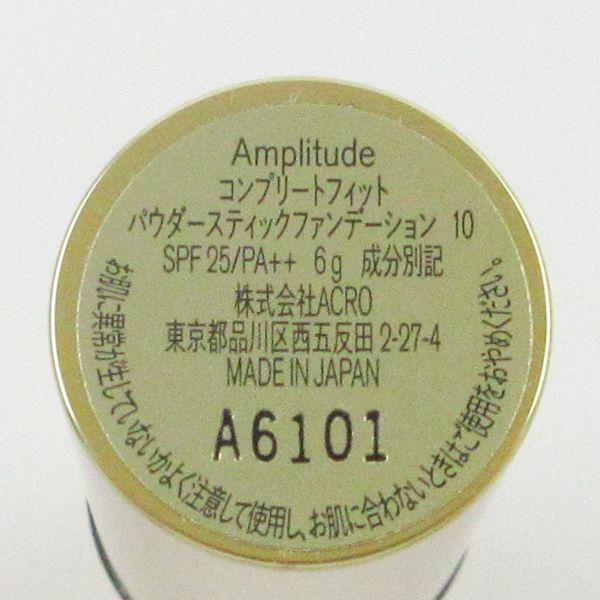 Amplitude
コンプリートフィット
パウダースティックファンデーション 10
SPF 25/PA++ 6g 成分別記
株式会社ACRO
東京都品川区西五反田 2-27-4
MADE IN JAPAN
A6101
お肌に異常が生じていないかよく注意して使用し、お肌に合わないときはご使用をおやめください。